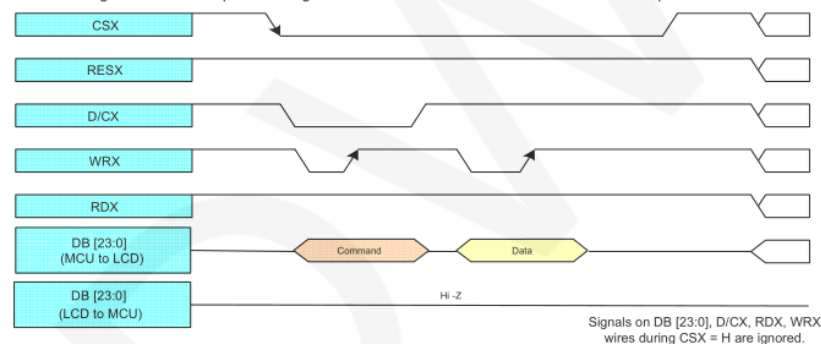 CSX
RESX
D/CX
WRX
RDX
DB [23:0]
(MCU to LCD)
Command
Data
DB [23:0]
(LCD to MCU)
Hi -Z
Signals on DB [23:0], D/CX, RDX, WRX
wires during CSX = H are ignored.